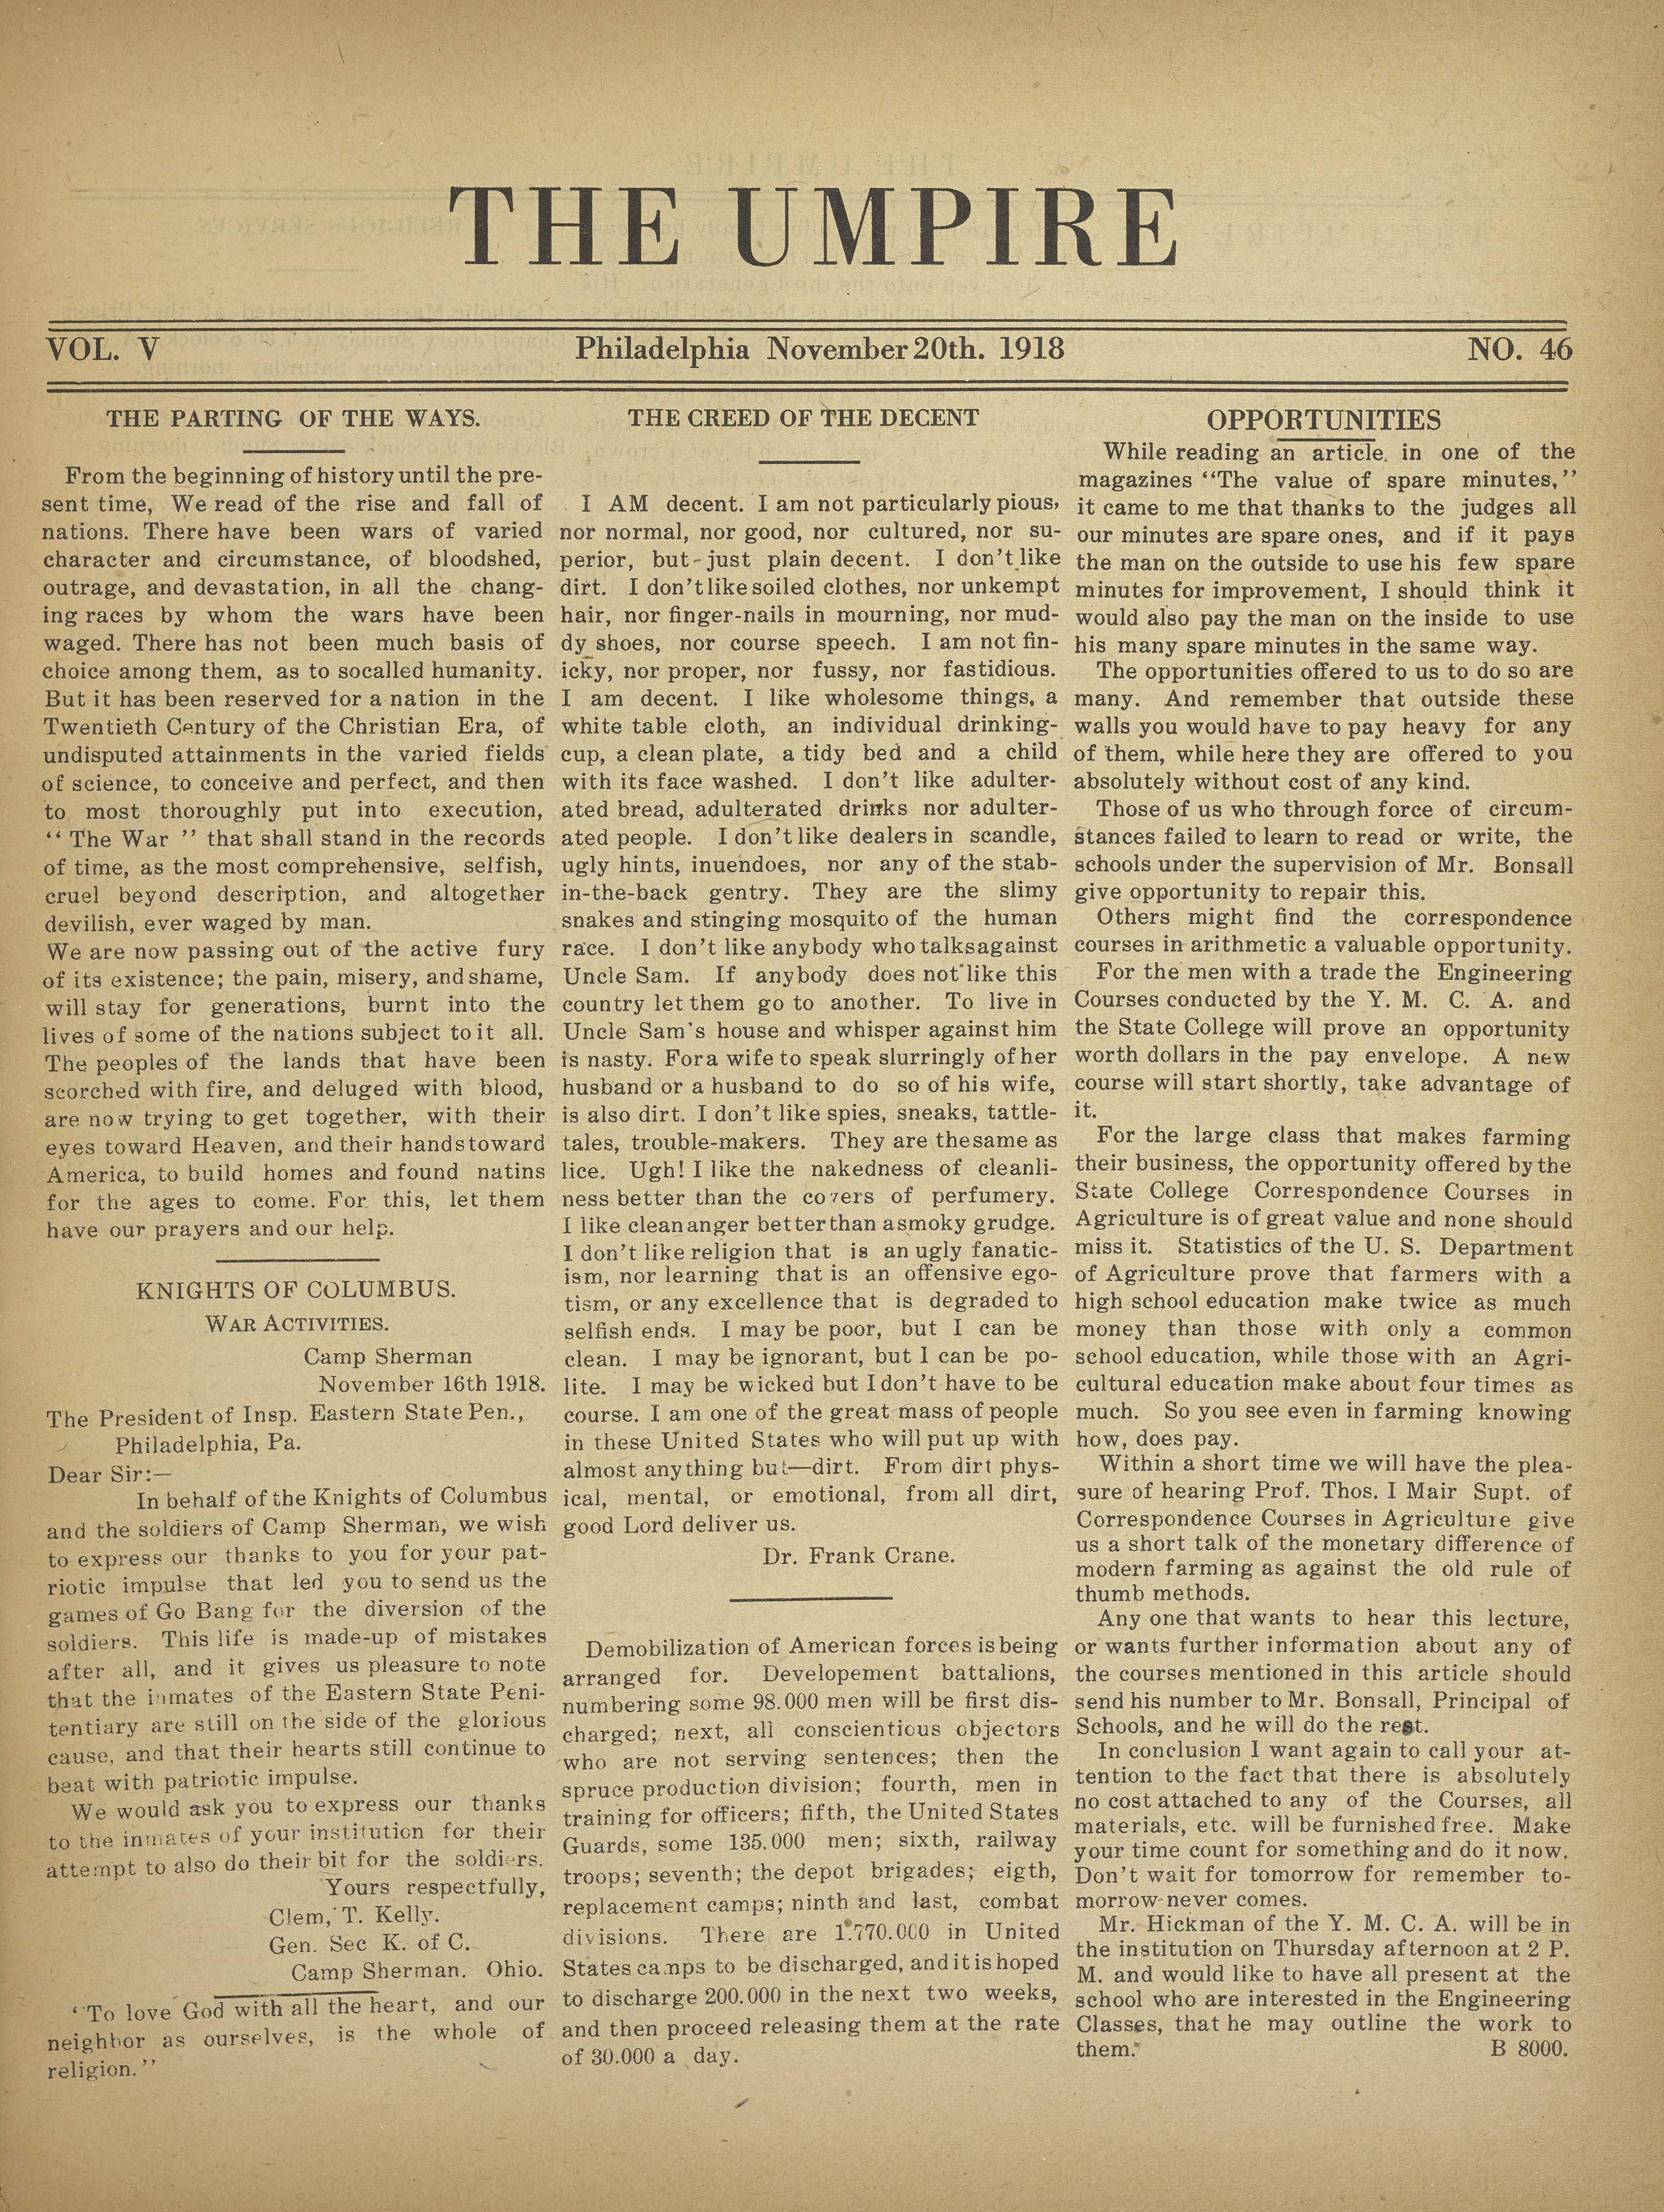 THE UMPIRE
VOL. V
Philadelphia November 20th. 1918
NO. 46
THE PARTING OF THE WAYS.
From the beginning of history until the pre-
sent time, We read of the rise and fall of
nations. There have been wars of varied
character and circumstance, of bloodshed,
outrage, and devastation, in all the chang-
ing races by whom the wars have been
waged. There has not been much basis of
choice among them, as to socalled humanity.
But it has been reserved for a nation in the
Twentieth Century of the Christian Era, of
undisputed attainments in the varied fields
of science, to conceive and perfect, and then
to most thoroughly put into execution,
“ The War ” that shall stand in the records
of time, as the most comprehensive, selfish,
cruel beyond description, and altogether
devilish, ever waged by man.
We are now passing out of the active fury
of its existence; the pain, misery, and shame,
will stay for generations, burnt into the
lives of some of the nations subject to it all.
The peoples of the lands that have been
scorched with fire, and deluged with blood,
are now trying to get together, with their
eyes toward Heaven, and their hands toward
America, to build homes and found natins
for the ages to come. For this, let them
have our prayers and our help.
KNIGHTS OF COLUMBUS.
WAR ACTIVITIES.
Camp Sherman
November 16th 1918.
The President of Insp. Eastern State Pen.,
Philadelphia, Pa.
Dear Sir:—
In behalf of the Knights of Columbus
and the soldiers of Camp Sherman, we wish
to express our thanks to you for your pat-
riotic impulse that led you to send us the
games of Go Bang for the diversion of the
soldiers. This life is made-up of mistakes
after all, and it gives us pleasure to note
that the inmates of the Eastern State Peni-
tentiary are still on the side of the glorious
cause, and that their hearts still continue to
beat with patriotic impulse.
We would ask you to express our thanks
to the inmates of your institution for their
attempt to also do their bit for the soldiers.
Yours respectfully,
Clem, T. Kelly.
Gen. Sec K. of C.
Camp Sherman. Ohio.
‘To love God with all the heart, and our
neighbor as ourselves, is the whole of
religion.”
THE CREED OF THE DECENT
I AM decent. I am not particularly pious,
nor normal, nor good, nor cultured, nor su-
perior, but-just plain decent. I don’t like
dirt. I don’t like soiled clothes, nor unkempt
hair, nor finger-nails in mourning, nor mud-
dy shoes, nor course speech. I am not fin-
icky, nor proper, nor fussy, nor fastidious.
I am decent. I like wholesome things, a
white table cloth, an individual drinking-
cup, a clean plate, a tidy bed and a child
with its face washed. I don’t like adulter-
ated bread, adulterated drinks nor adulter-
ated people. I don’t like dealers in scandle,
ugly hints, inuendoes, nor any of the stab-
in-the-back gentry. They are the slimy
snakes and stinging mosquito of the human
race. I don’t like anybody who talks against
Uncle Sam. If anybody does not like this
country let them go to another. To live in
Uncle Sam’s house and whisper against him
is nasty. For a wife to speak slurringly of her
husband or a husband to do so of his wife,
is also dirt. I don’t like spies, sneaks, tattle-
tales, trouble-makers. They are the same as
lice. Ugh! I like the nakedness of cleanli-
ness better than the covers of perfumery.
I like clean anger better than a smoky grudge.
I don’t like religion that is an ugly fanatic-
ism, nor learning that is an offensive ego-
tism, or any excellence that is degraded to
selfish ends. I may be poor, but I can be
clean. I may be ignorant, but I can be po-
lite. I may be wicked but I don’t have to be
course. I am one of the great mass of people
in these United States who will put up with
almost anything but—dirt. From dirt phys-
ical, mental, or emotional, from all dirt,
good Lord deliver us.
Dr. Frank Crane.
Demobilization of American forces is being
arranged for. Developement battalions,
numbering some 98.000 men will be first dis-
charged; next, all conscientious objectors
who are not serving sentences; then the
spruce production division; fourth, men in
training for officers; fifth, the United States
Guards, some 135.000 men; sixth, railway
troops; seventh; the depot brigades; eigth,
replacement camps; ninth and last, combat
divisions. There are 1.770.000 in United
States camps to be discharged, and it is hoped
to discharge 200.000 in the next two weeks,
and then proceed releasing them at the rate
of 30.000 a day.
OPPORTUNITIES
While reading an article in one of the
magazines “The value of spare minutes,”
it came to me that thanks to the judges all
our minutes are spare ones, and if it pays
the man on the outside to use his few spare
minutes for improvement, I should think it
would also pay the man on the inside to use
his many spare minutes in the same way.
The opportunities offered to us to do so are
many. And remember that outside these
walls you would have to pay heavy for any
of them, while here they are offered to you
absolutely without cost of any kind.
Those of us who through force of circum-
stances failed to learn to read or write, the
schools under the supervision of Mr. Bonsall
give opportunity to repair this.
Others might find the correspondence
courses in arithmetic a valuable opportunity.
For the men with a trade the Engineering
Courses conducted by the Y. M. C. A. and
the State College will prove an opportunity
worth dollars in the pay envelope. A new
course will start shortly, take advantage of
it.
For the large class that makes farming
their business, the opportunity offered by the
State College Correspondence Courses in
Agriculture is of great value and none should
miss it. Statistics of the U. S. Department
of Agriculture prove that farmers with a
high school education make twice as much
money than those with only a common
school education, while those with an Agri-
cultural education make about four times as
much. So you see even in farming knowing
how, does pay.
Within a short time we will have the plea-
sure of hearing Prof. Thos. I Mair Supt. of
Correspondence Courses in Agriculture give
us a short talk of the monetary difference of
modern farming as against the old rule of
thumb methods.
Any one that wants to hear this lecture,
or wants further information about any of
the courses mentioned in this article should
send his number to Mr. Bonsall, Principal of
Schools, and he will do the rest.
In conclusion I want again to call your at-
tention to the fact that there is absolutely
no cost attached to any of the Courses, all
materials, etc. will be furnished free. Make
your time count for something and do it now.
Don’t wait for tomorrow for remember to-
morrow never comes.
Mr. Hickman of the Y. M. C. A. will be in
the institution on Thursday afternoon at 2 P.
M. and would like to have all present at the
school who are interested in the Engineering
Classes, that he may outline the work to
them. B 8000.